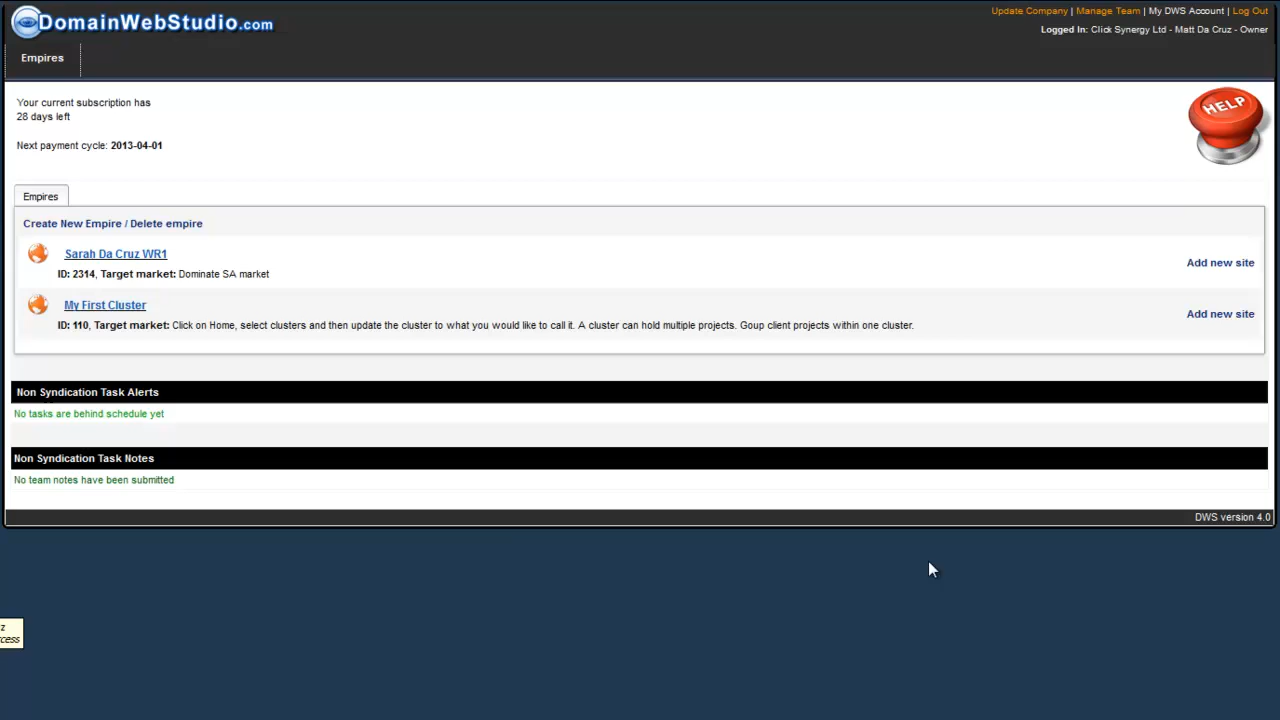 DomainWebStudio.com
Update Company | Manage Team | My DWS Account | Log Out
Logged In: Click Synergy Ltd - Matt Da Cruz - Owner
Empires
Your current subscription has
28 days left
HELP
Next payment cycle: 2013-04-01
Empires
Create New Empire / Delete empire
Sarah Da Cruz WR1
ID: 2314, Target market: Dominate SA market
Add new site
My First Cluster
ID: 110, Target market: Click on Home, select clusters and then update the cluster to what you would like to call it. A cluster can hold multiple projects. Goup client projects within one cluster.
Add new site
Non Syndication Task Alerts
No tasks are behind schedule yet
Non Syndication Task Notes
No team notes have been submitted
DWS version 4.0
z
cess